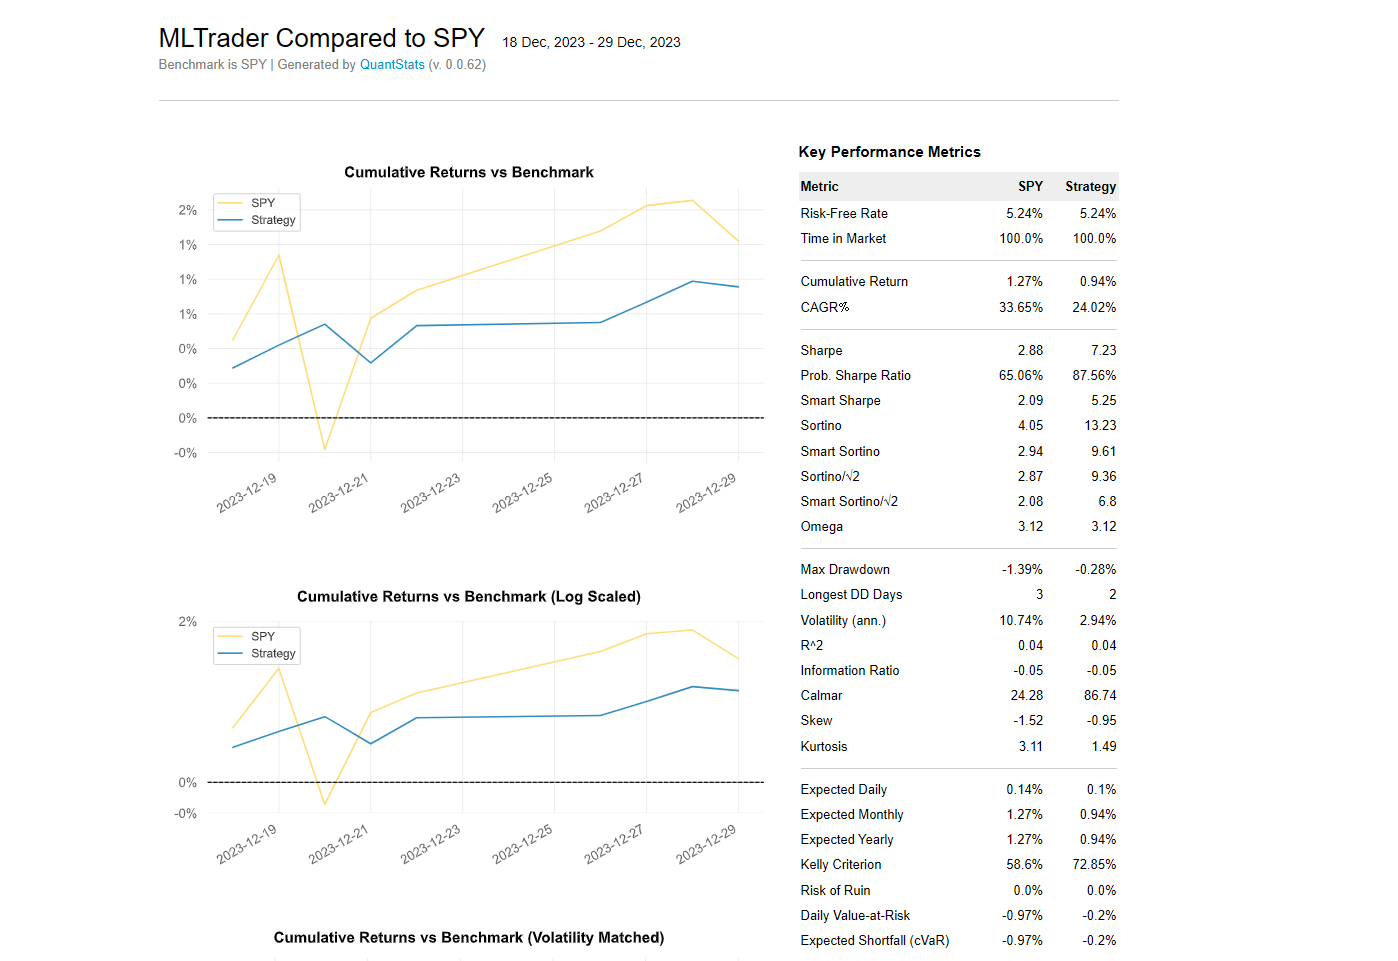 MLTrader Compared to SPY 18 Dec, 2023 - 29 Dec, 2023
Benchmark is SPY | Generated by QuantStats (v. 0.0.62)
Cumulative Returns vs Benchmark
SPY
Strategy
2%
1%
1%
1%
0%
0%
0%
-0%
2023-12-19
2023-12-21
2023-12-23
2023-12-25
2023-12-27
2023-12-29
Cumulative Returns vs Benchmark (Log Scaled)
SPY
Strategy
2%
0%
-0%
2023-12-19
2023-12-21
2023-12-23
2023-12-25
2023-12-27
2023-12-29
Cumulative Returns vs Benchmark (Volatility Matched)
Key Performance Metrics
Metric SPY Strategy
Risk-Free Rate 5.24% 5.24%
Time in Market 100.0% 100.0%
Cumulative Return 1.27% 0.94%
CAGR﹪ 33.65% 24.02%
Sharpe 2.88 7.23
Prob. Sharpe Ratio 65.06% 87.56%
Smart Sharpe 2.09 5.25
Sortino 4.05 13.23
Smart Sortino 2.94 9.61
Sortino/√2 2.87 9.36
Smart Sortino/√2 2.08 6.8
Omega 3.12 3.12
Max Drawdown -1.39% -0.28%
Longest DD Days 3 2
Volatility (ann.) 10.74% 2.94%
R^2 0.04 0.04
Information Ratio -0.05 -0.05
Calmar 24.28 86.74
Skew -1.52 -0.95
Kurtosis 3.11 1.49
Expected Daily 0.14% 0.1%
Expected Monthly 1.27% 0.94%
Expected Yearly 1.27% 0.94%
Kelly Criterion 58.6% 72.85%
Risk of Ruin 0.0% 0.0%
Daily Value-at-Risk -0.97% -0.2%
Expected Shortfall (cVaR) -0.97% -0.2%